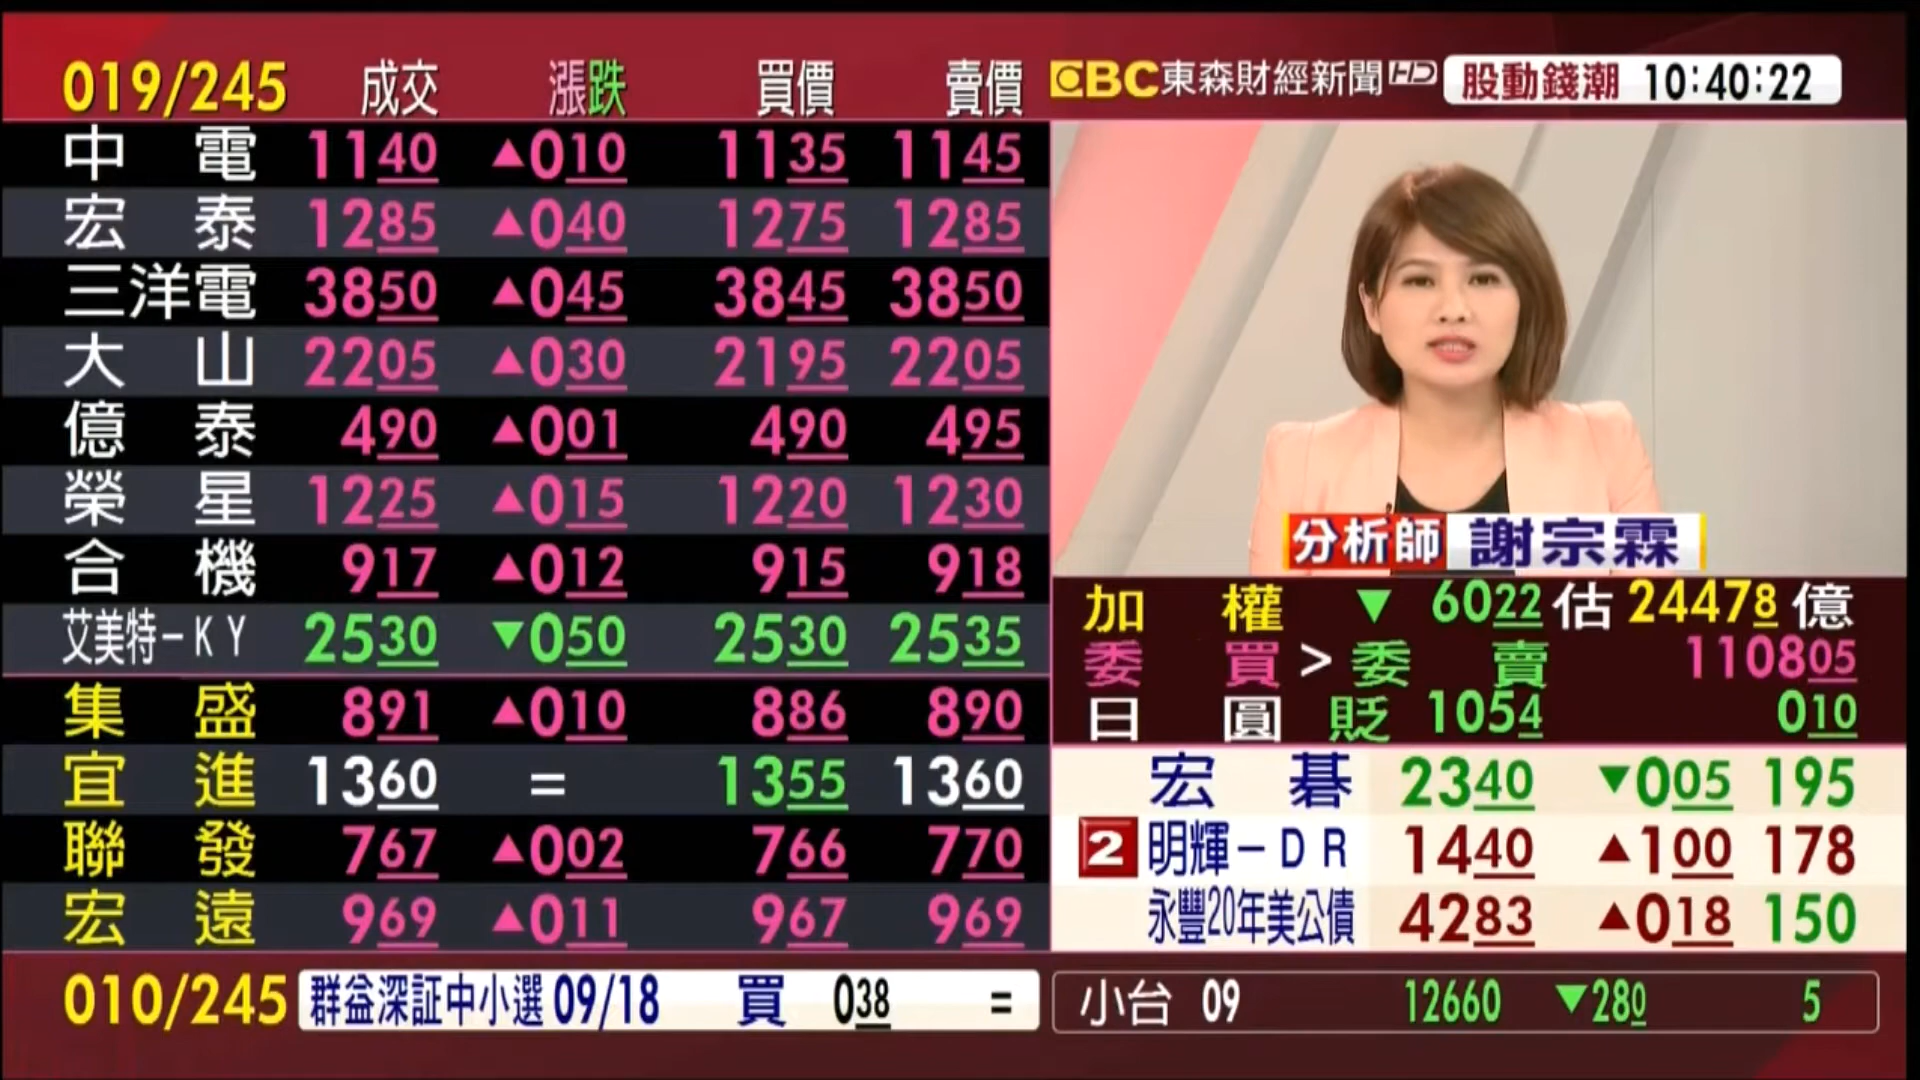 019/245 成交 漲跌 買價 賣價
中電 1140 ▲010 1135 1145
宏泰 1285 ▲040 1275 1285
三洋電 3850 ▲045 3845 3850
大山 2205 ▲030 2195 2205
億泰 490 ▲001 490 495
榮星 1225 ▲015 1220 1230
合機 917 ▲012 915 918
艾美特-KY 2530 ▼050 2530 2535
集盛 891 ▲010 886 890
宜進 1360 = 1355 1360
聯發 767 ▲002 766 770
宏遠 969 ▲011 967 969
010/245 群益深証中小選 09/18 買 038 =
EBC東森財經新聞HD 股動錢潮 10:40:22
分析師 謝宗霖
加權 ▼ 6022 估 244478 億
委買>委賣 110805
日圓 貶 1054 010
宏碁 2340 ▼005 195
2 明輝-DR 1440 ▲100 178
永豐20年美公債 4283 ▲018 150
小台 09 12660 ▼280 5